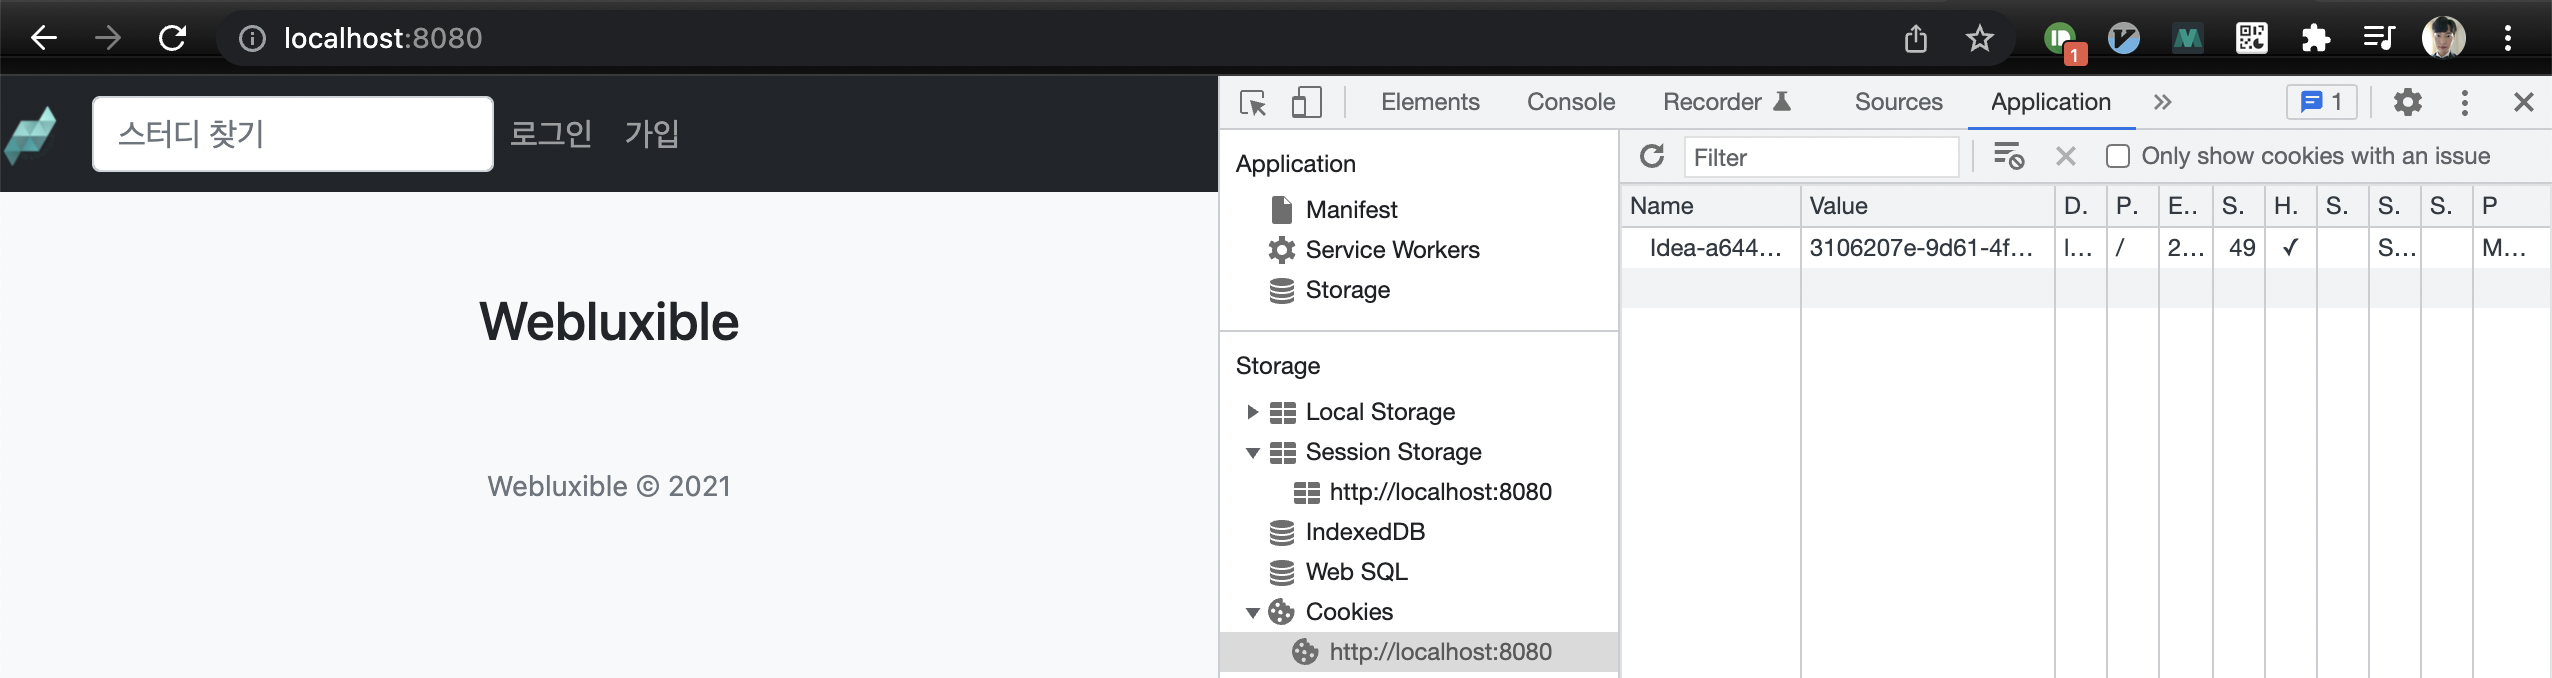 localhost:8080
1
스터디 찾기
로그인
가입
Webluxible
Webluxible © 2021
Elements Console Recorder Sources Application 1
Application
Manifest
Service Workers
Storage
Storage
Local Storage
Session Storage
http://localhost:8080
IndexedDB
Web SQL
Cookies
http://localhost:8080
Filter
Only show cookies with an issue
Name Value D. P. E.. S. H. S. S. S. P
Idea-a644... 3106207e-9d61-4f... l... / 2... 49 ✓ S... M...